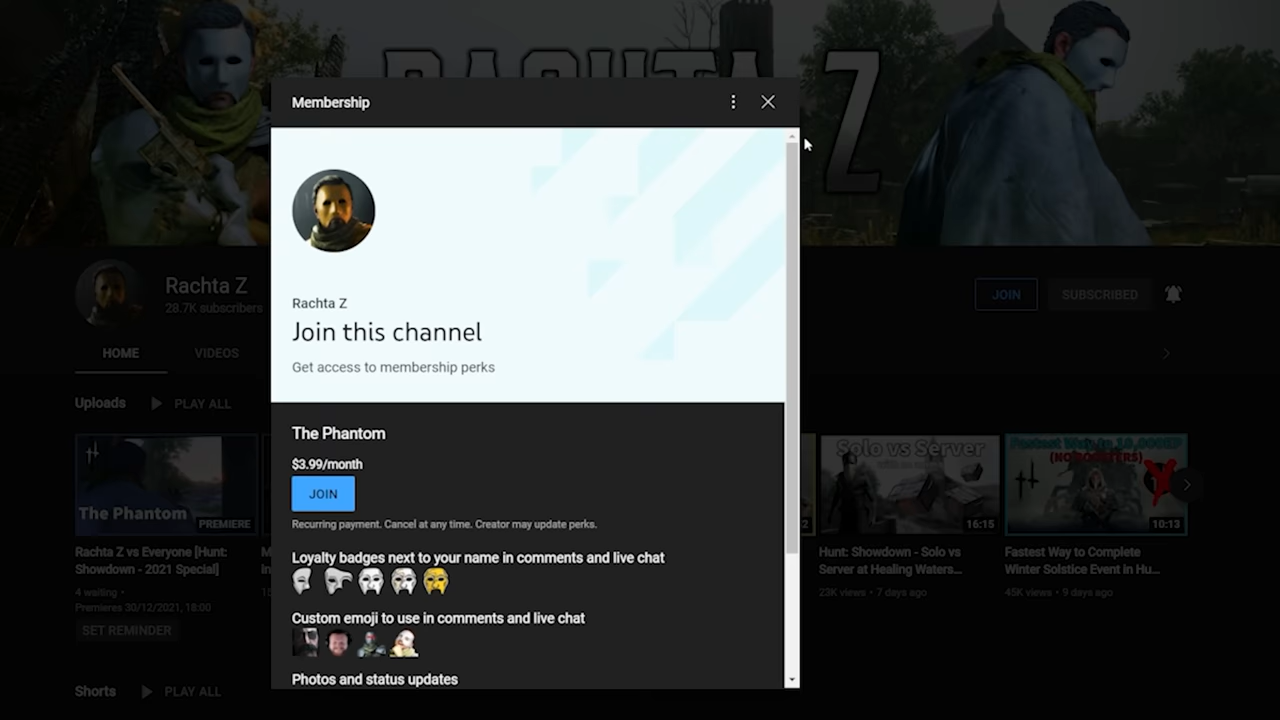 RACHTA Z
Membership
Rachta Z
Join this channel
Get access to membership perks
The Phantom
$3.99/month
JOIN
Recurring payment. Cancel at any time. Creator may update perks.
Loyalty badges next to your name in comments and live chat
Custom emoji to use in comments and live chat
Photos and status updates
Rachta Z
28.7K subscribers
JOIN
SUBSCRIBED
HOME
VIDEOS
Uploads
PLAY ALL
The Phantom
PREMIERE
Rachta Z vs Everyone [Hunt:
Showdown - 2021 Special]
4 waiting •
Premieres 30/12/2021, 18:00
SET REMINDER
Solo vs Server
16:15
Hunt: Showdown - Solo vs
Server at Healing Waters...
23K views • 7 days ago
(NO BOOSTERS)
10:13
Fastest Way to Complete
Winter Solstice Event in Hu...
45K views • 9 days ago
Shorts
PLAY ALL